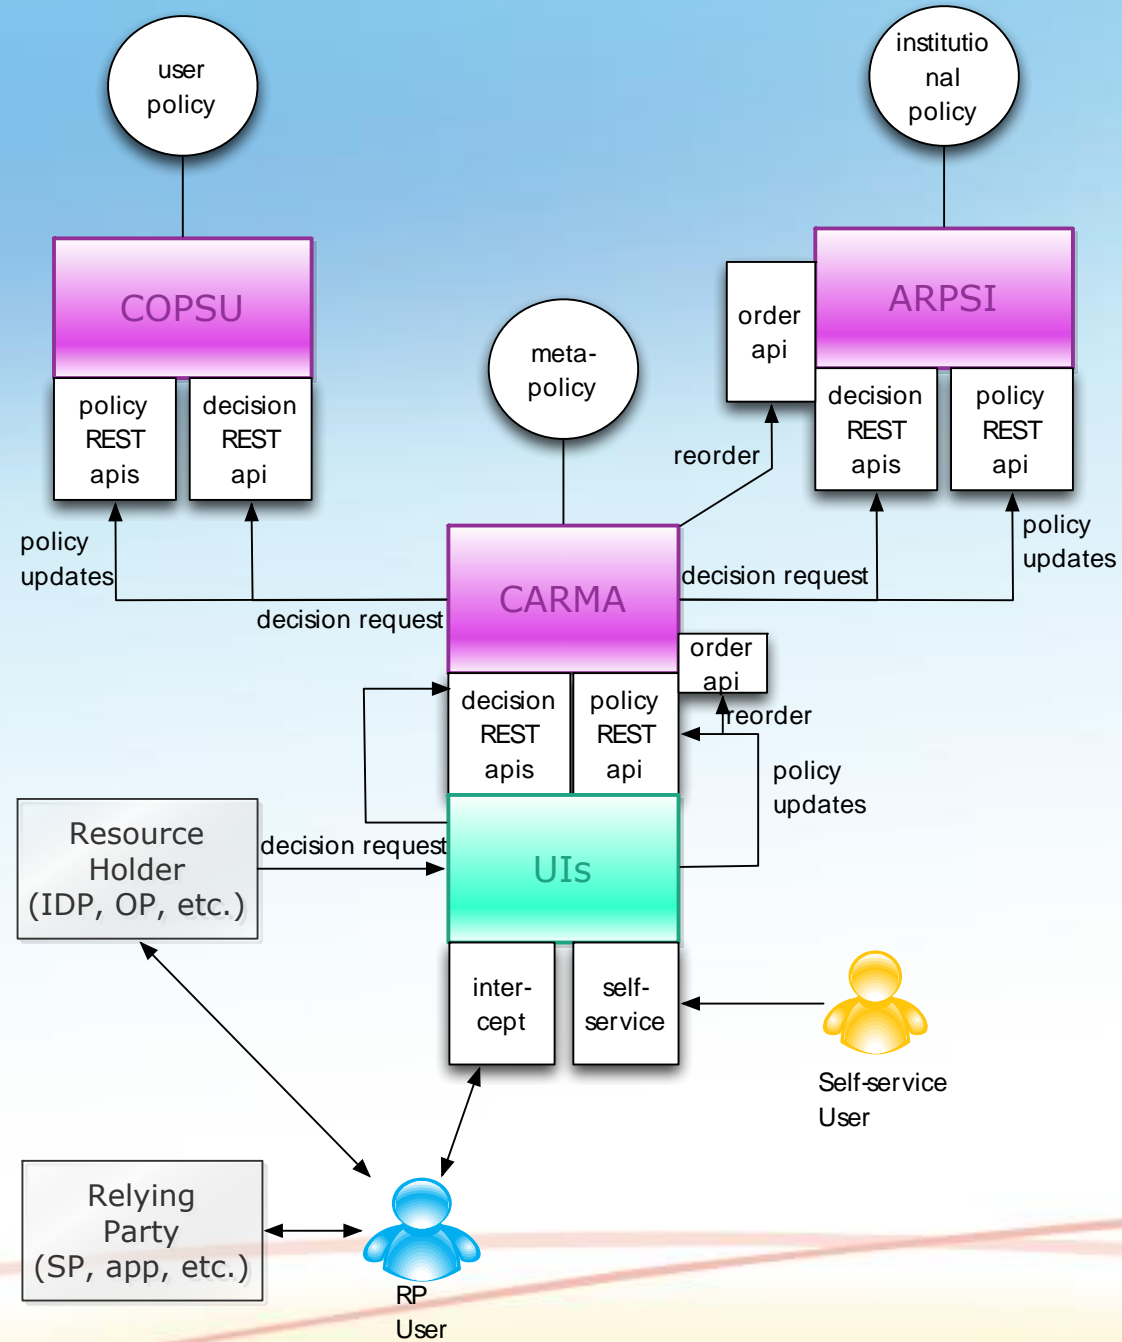 user
policy
institutio
nal
policy
COPSU
ARPSI
order
api
meta-
policy
policy
REST
apis
decision
REST
api
decision
REST
apis
policy
REST
api
reorder
policy
updates
policy
updates
decision request
decision request
CARMA
order
api
decision
REST
apis
policy
REST
api
reorder
policy
updates
Resource
Holder
(IDP, OP, etc.)
decision request
UIs
inter-
cept
self-
service
Self-service
User
Relying
Party
(SP, app, etc.)
RP
User